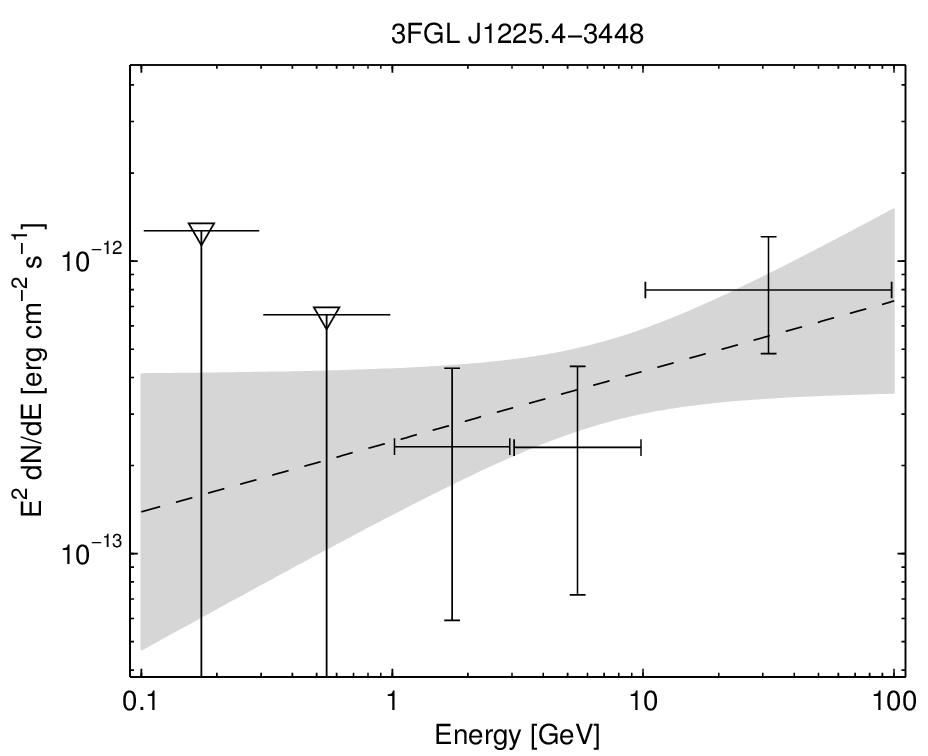 3FGL J1225.4−3448
E² dN/dE [erg cm⁻² s⁻¹]
10⁻¹²
10⁻¹³
0.1 1 10 100
Energy [GeV]